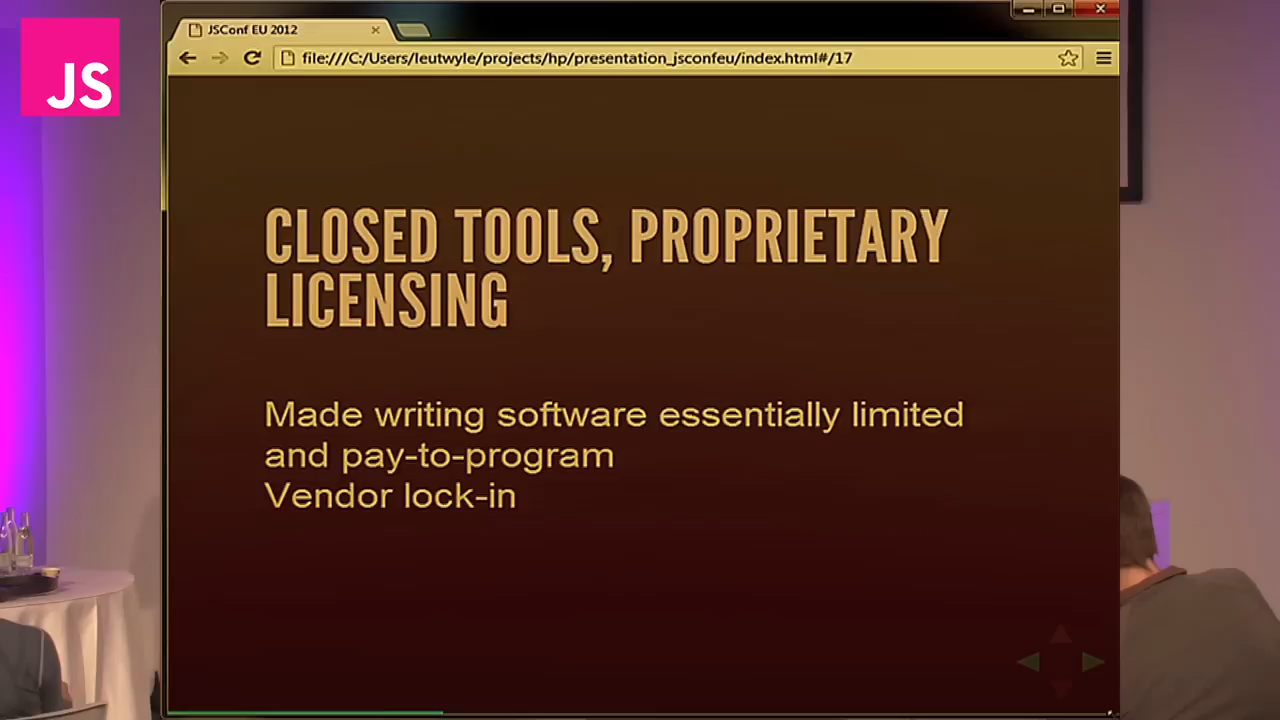 JSConf EU 2012
file:///C:/Users/leutwyle/projects/hp/presentation_jsconfeu/index.html#/17
JS
CLOSED TOOLS, PROPRIETARY
LICENSING
Made writing software essentially limited
and pay-to-program
Vendor lock-in